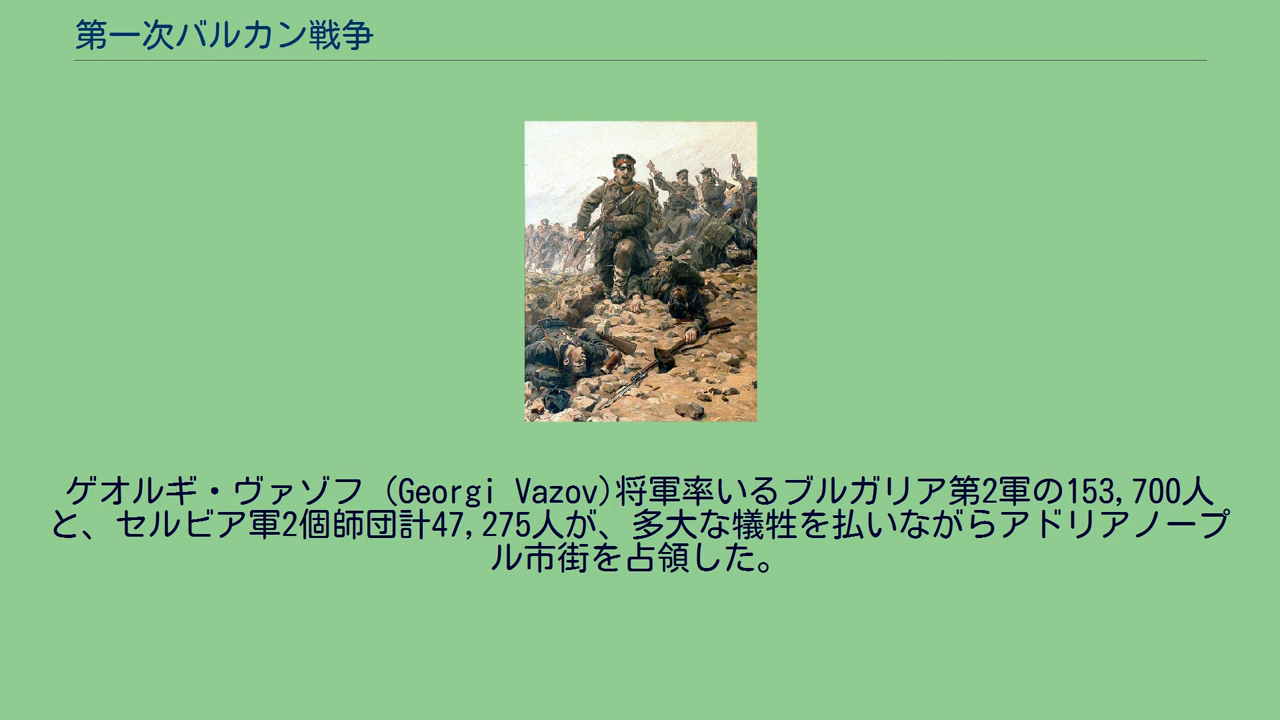 第一次バルカン戦争
ゲオルギ・ヴァゾフ (Georgi Vazov)将軍率いるブルガリア第2軍の153,700人
と、セルビア軍2個師団計47,275人が、多大な犠牲を払いながらアドリアノープ
ル市街を占領した。